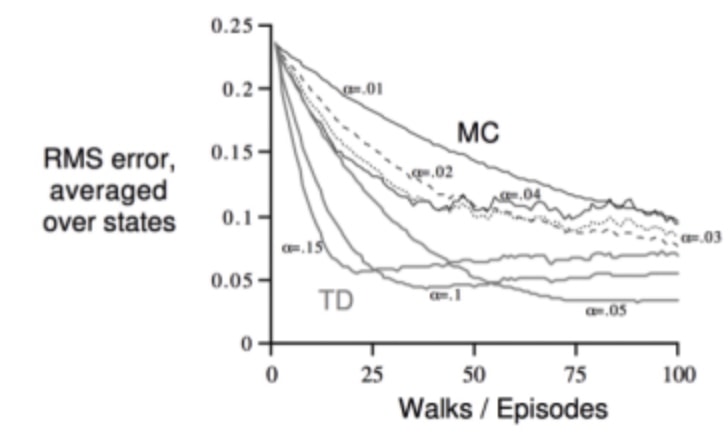 0.25
0.2
0.15
0.1
0.05
0
RMS error,
averaged
over states
α=.01
MC
α=.02
α=.04
α=.03
α=.15
TD
α=.1
α=.05
0 25 50 75 100
Walks / Episodes